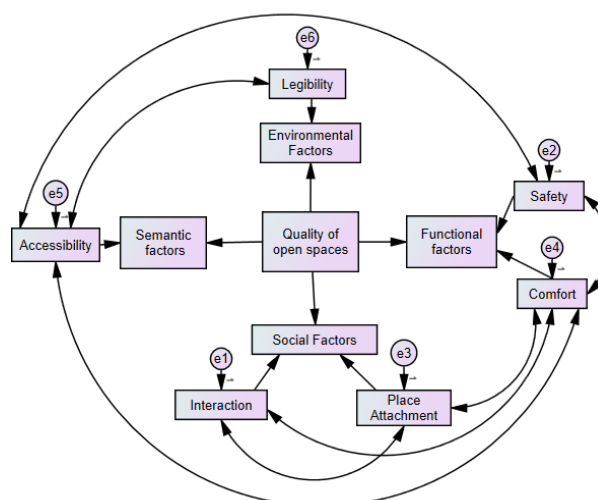 e6
Legibility
Environmental
Factors
e2
Safety
e5
Accessibility
Semantic
factors
Quality of
open spaces
Functional
factors
e4
Comfort
Social Factors
e1
Interaction
e3
Place
Attachment